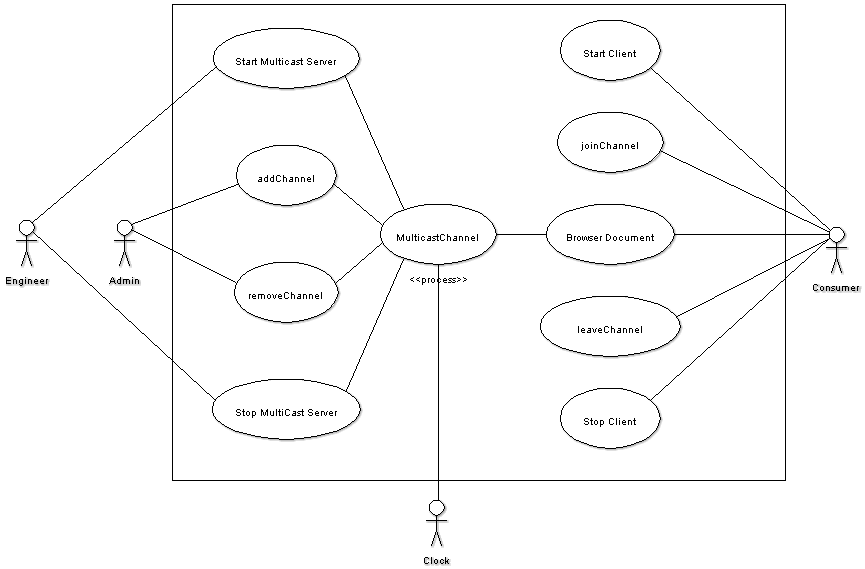 Start Multicast Server
Start Client
joinChannel
addChannel
MulticastChannel
Browser Document
<<process>>
Engineer
Admin
Consumer
removeChannel
leaveChannel
Stop MultiCast Server
Stop Client
Clock